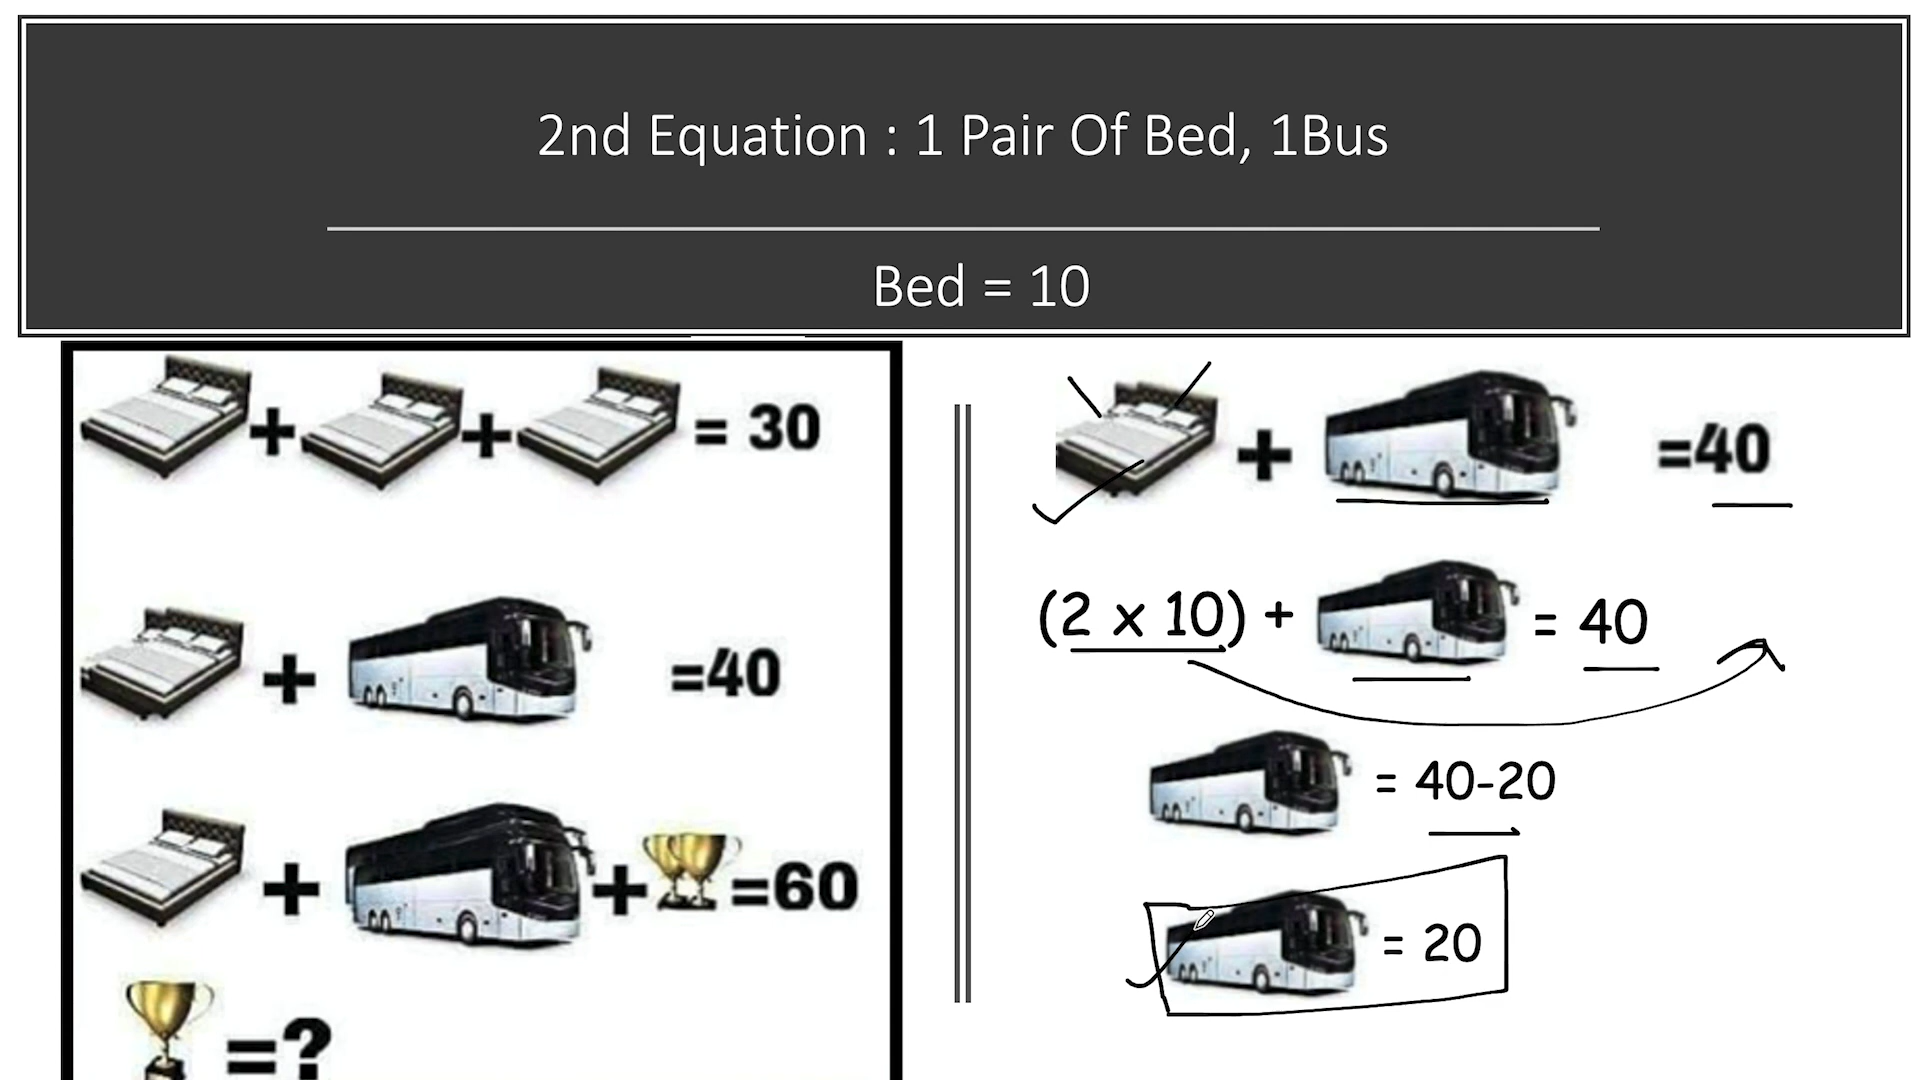 2nd Equation : 1 Pair Of Bed, 1Bus
Bed = 10
+ + = 30
+ =40
+ + =60
=?
+ =40
(2 x 10) + = 40
= 40-20
= 20